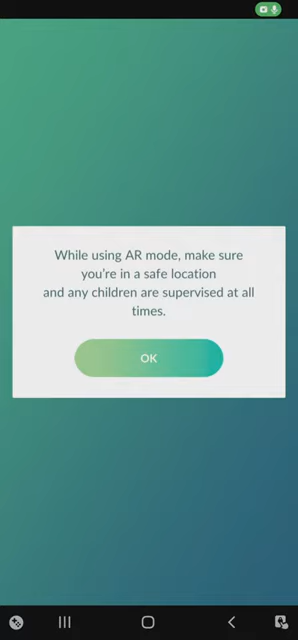 While using AR mode, make sure
you're in a safe location
and any children are supervised at all
times.
OK